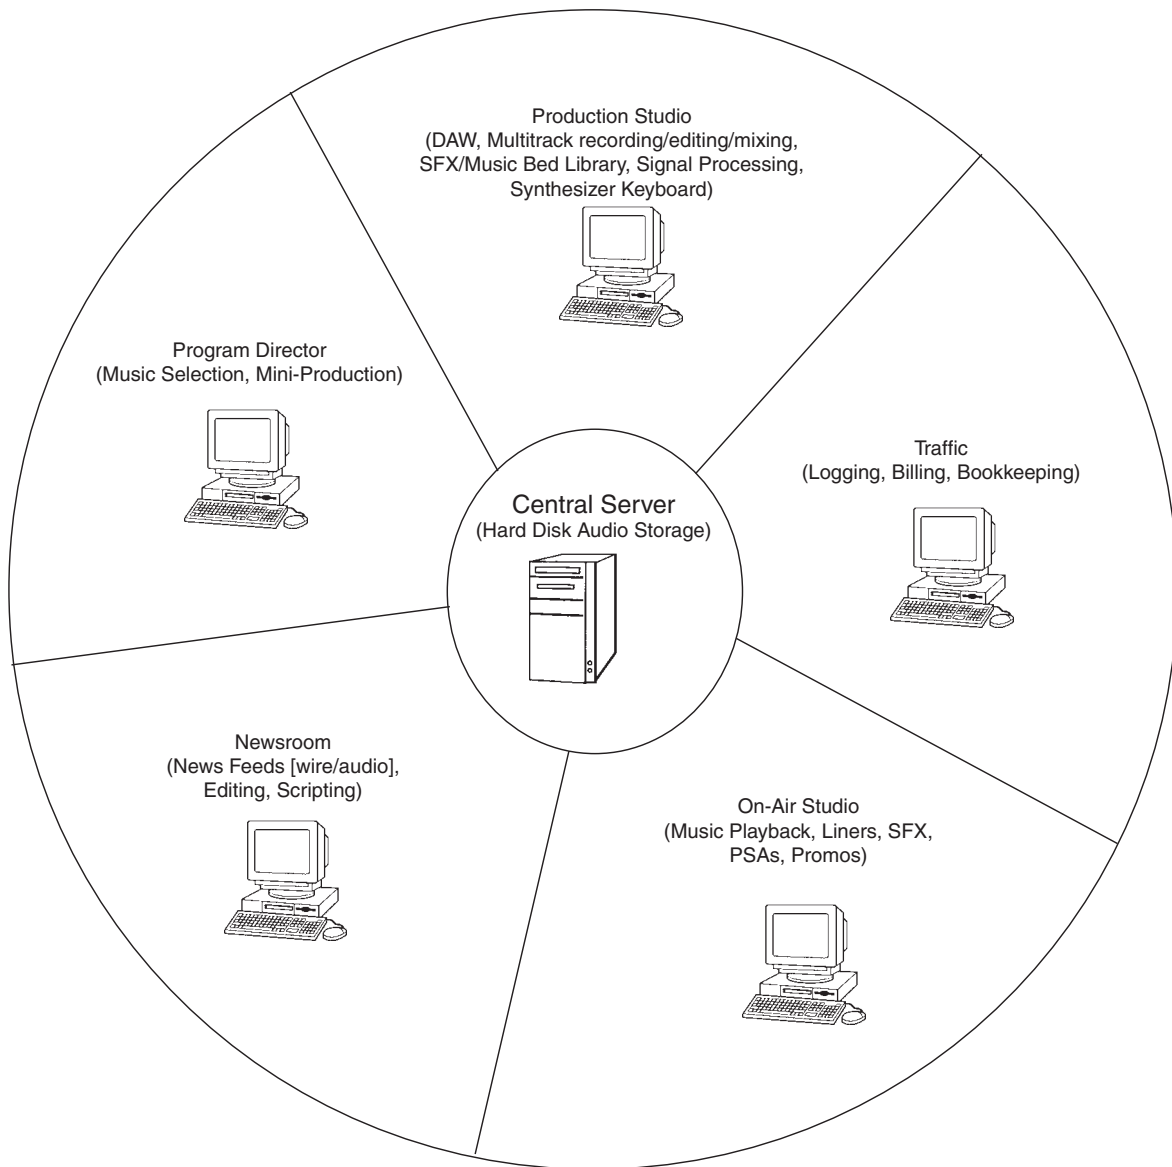 Production Studio
(DAW, Multitrack recording/editing/mixing,
SFX/Music Bed Library, Signal Processing,
Synthesizer Keyboard)
Program Director
(Music Selection, Mini-Production)
Traffic
(Logging, Billing, Bookkeeping)
Central Server
(Hard Disk Audio Storage)
Newsroom
(News Feeds [wire/audio],
Editing, Scripting)
On-Air Studio
(Music Playback, Liners, SFX,
PSAs, Promos)